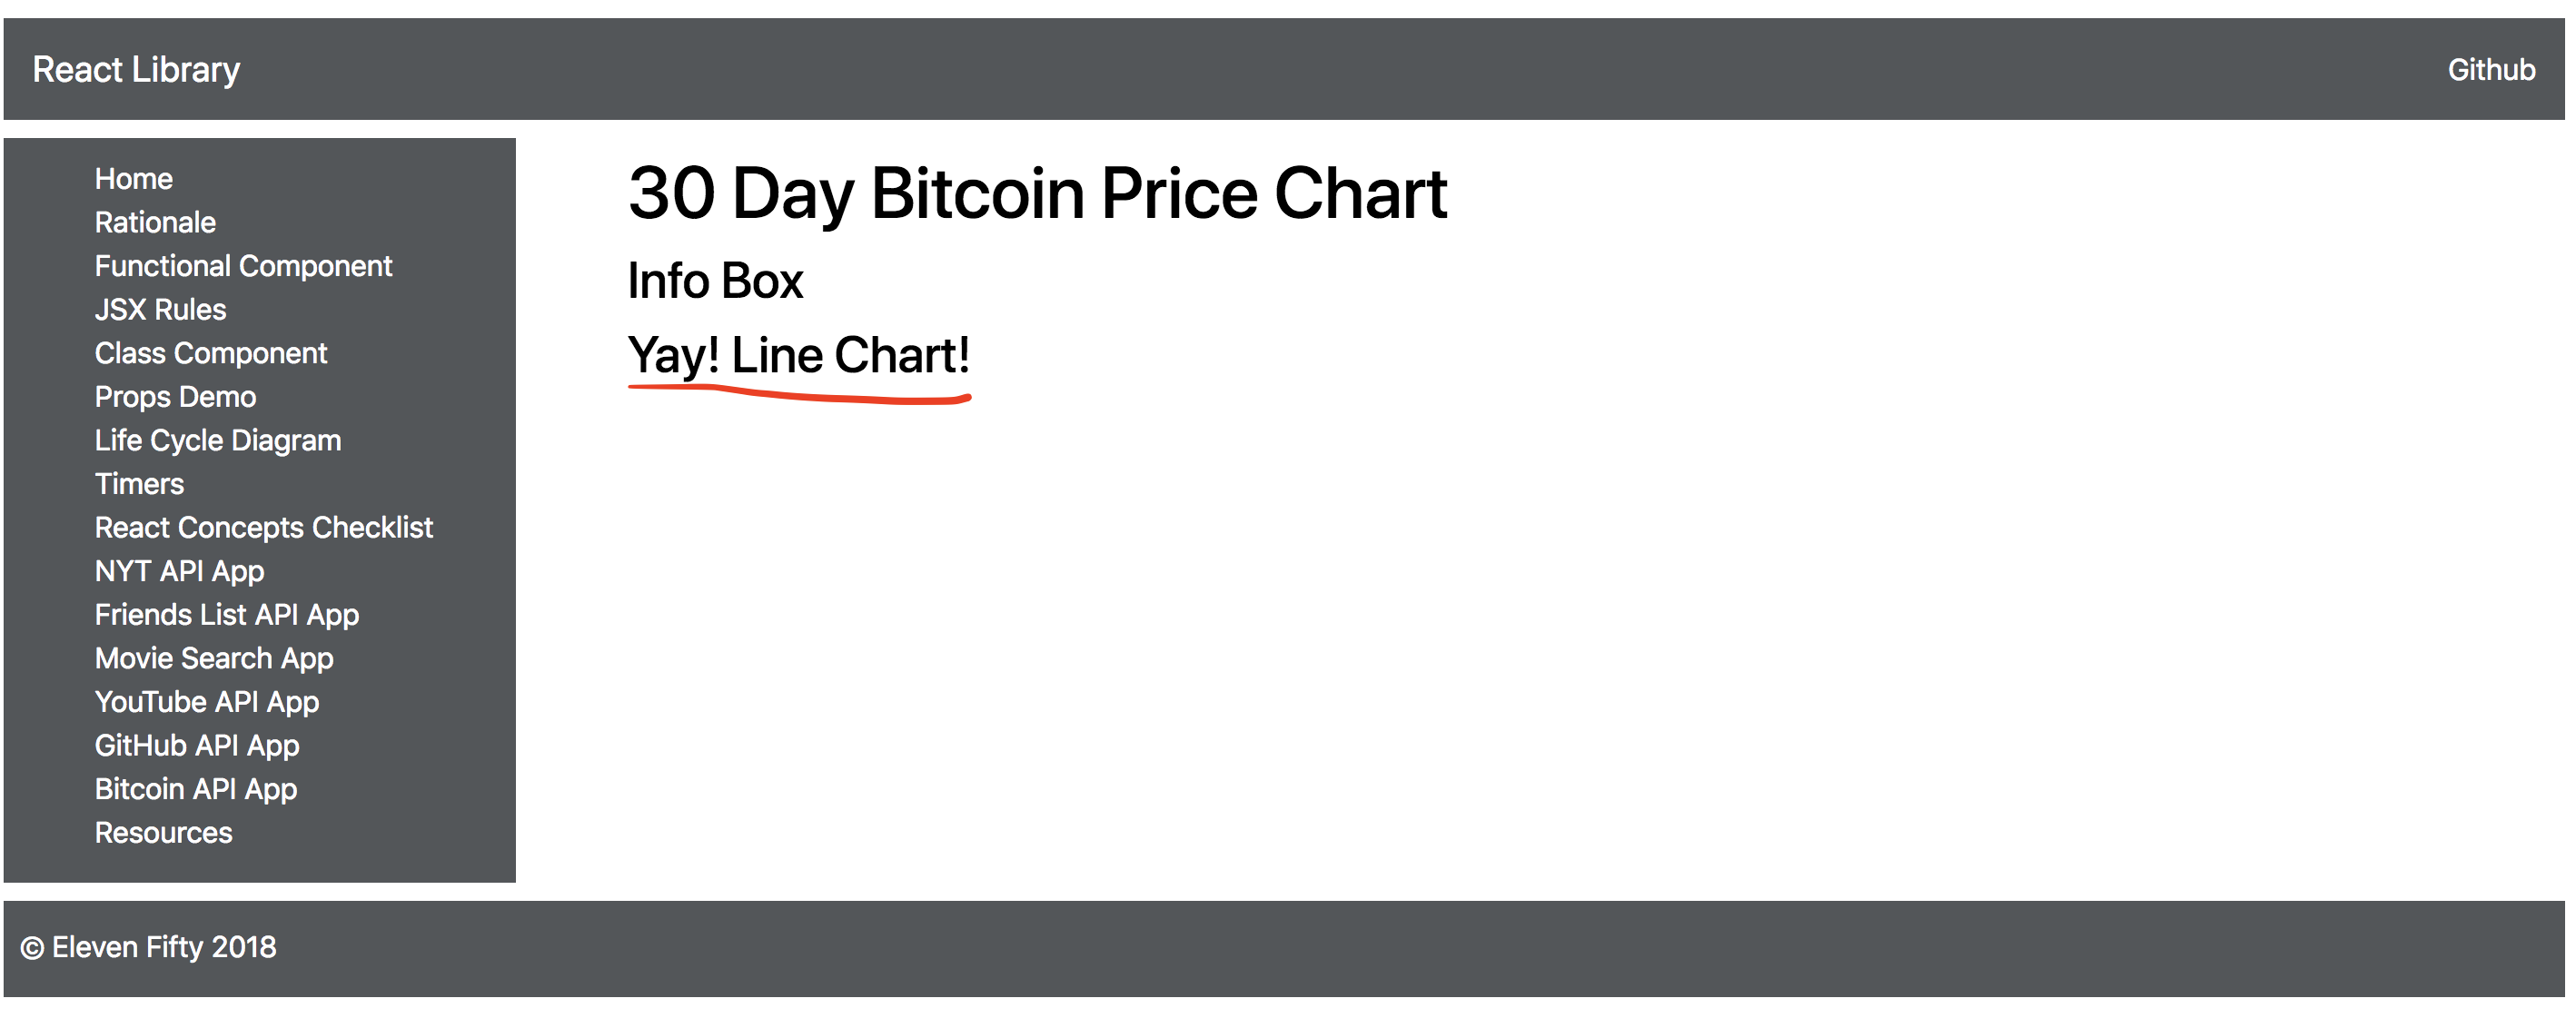 React Library
Github
Home
Rationale
Functional Component
JSX Rules
Class Component
Props Demo
Life Cycle Diagram
Timers
React Concepts Checklist
NYT API App
Friends List API App
Movie Search App
YouTube API App
GitHub API App
Bitcoin API App
Resources
30 Day Bitcoin Price Chart
Info Box
Yay! Line Chart!
© Eleven Fifty 2018